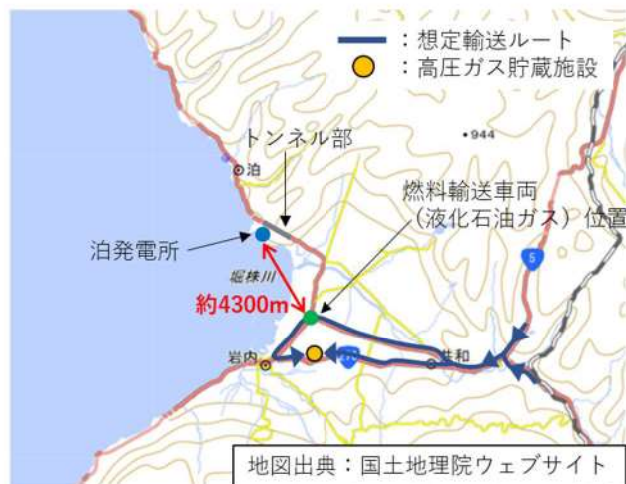 ：想定輸送ルート
：高圧ガス貯蔵施設
トンネル部
944
泊
燃料輸送車両
（液化石油ガス）位置
泊発電所
5
堀株川
約4300m
岩内
共和
地図出典：国土地理院ウェブサイト